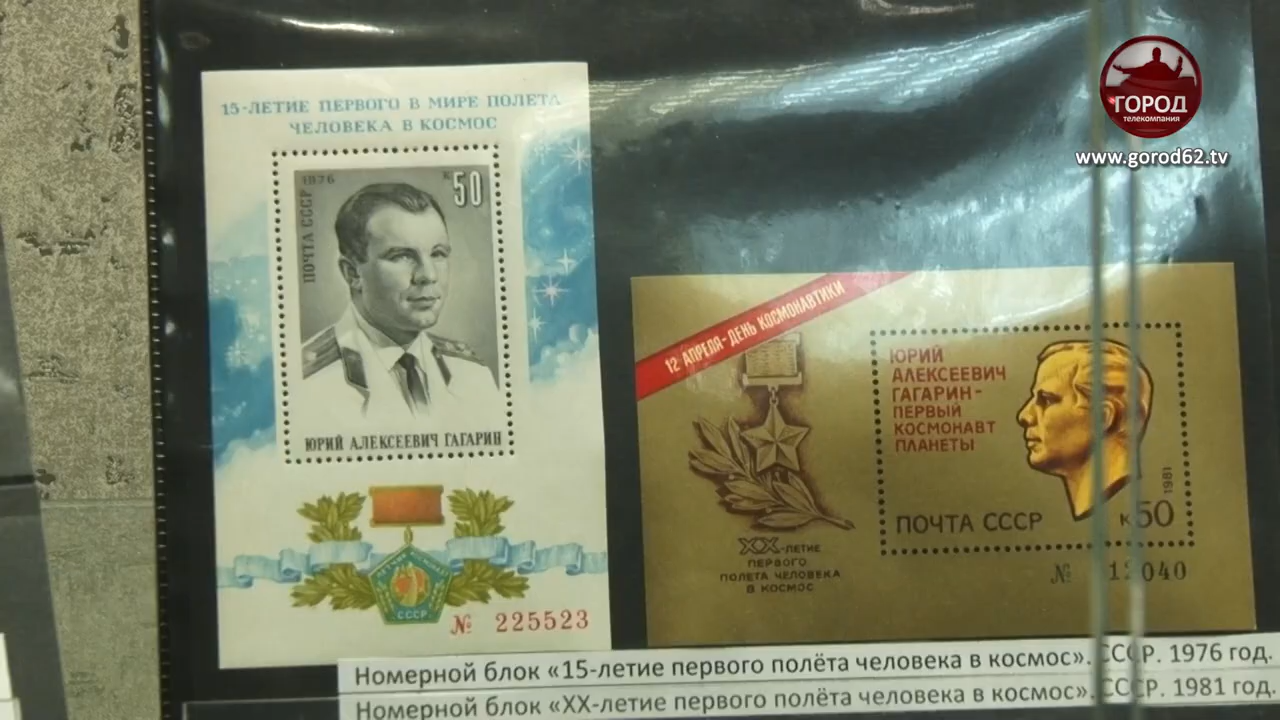 15-ЛЕТИЕ ПЕРВОГО В МИРЕ ПОЛЕТА
ЧЕЛОВЕКА В КОСМОС
1976
к 50
ПОЧТА СССР
ЮРИЙ АЛЕКСЕЕВИЧ ГАГАРИН
СССР
№ 225523
12 АПРЕЛЯ-ДЕНЬ КОСМОНАВТИКИ
ЮРИЙ
АЛЕКСЕЕВИЧ
ГАГАРИН-
ПЕРВЫЙ
КОСМОНАВТ
ПЛАНЕТЫ
1981
ПОЧТА СССР
к50
XX-ЛЕТИЕ
ПЕРВОГО
ПОЛЕТА ЧЕЛОВЕКА
В КОСМОС
№
Номерной блок «15-летие первого полёта человека в космос». СССР. 1976 год.
Номерной блок «XX-летие первого полёта человека в космос». СССР. 1981 год.
ГОРОД
телекомпания
www.gorod62.tv